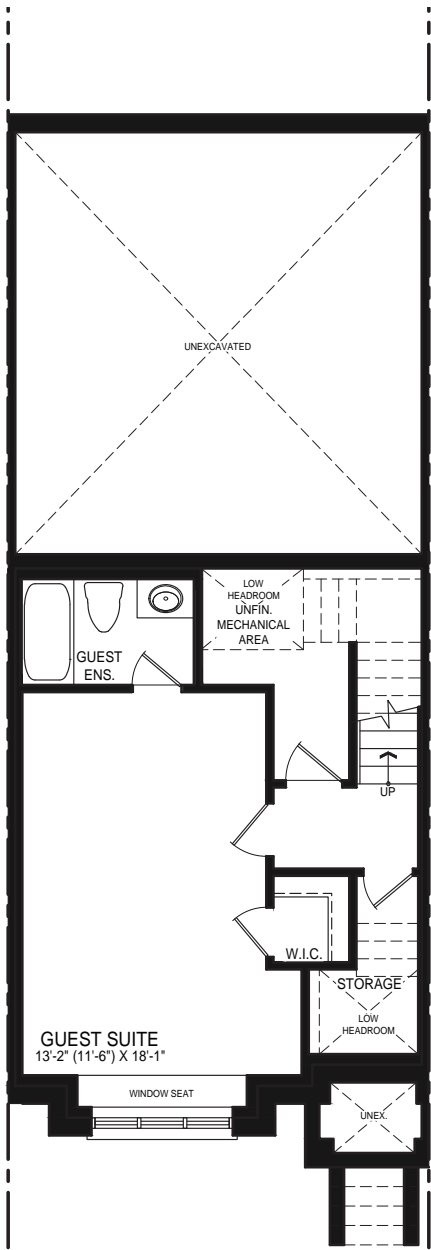 UNEXCAVATED
LOW
HEADROOM
UNFIN.
MECHANICAL
AREA
GUEST
ENS.
UP
W.I.C.
STORAGE
LOW
HEADROOM
GUEST SUITE
13'-2" (11'-6") X 18'-1"
WINDOW SEAT
UNEX.